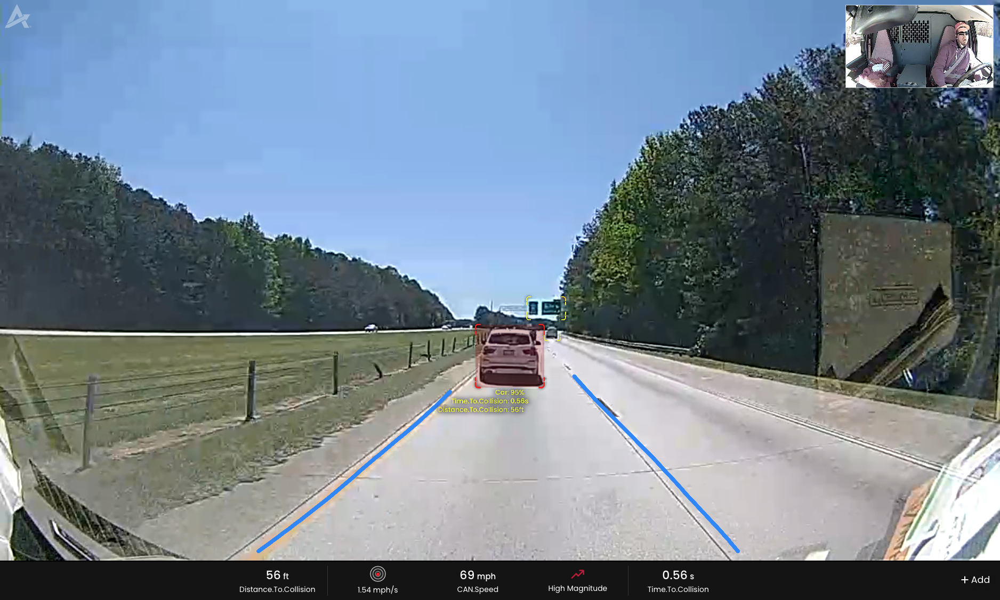 Car: 95%
Time.To.Collision: 0.56s
Distance.To.Collision: 56ft
56 ft
Distance.To.Collision
1.54 mph/s
69 mph
CAN.Speed
High Magnitude
0.56 s
Time.To.Collision
+ Add